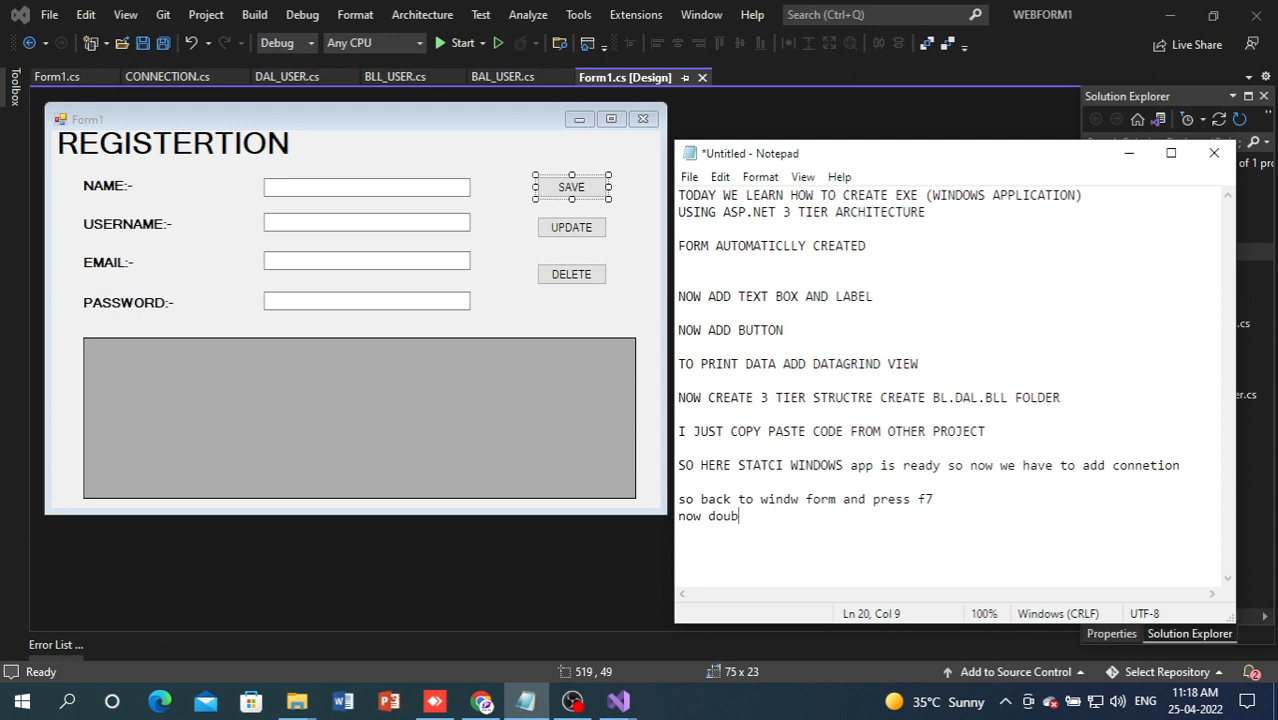 File Edit View Git Project Build Debug Format Architecture Test Analyze Tools Extensions Window Help Search (Ctrl+Q) WEBFORM1
Debug Any CPU Start Live Share
Form1.cs CONNECTION.cs DAL_USER.cs BLL_USER.cs BAL_USER.cs Form1.cs [Design]
Toolbox
Solution Explorer
of 1 pro
.cs
er.cs
Form1
REGISTERTION
NAME:- SAVE
USERNAME:- UPDATE
EMAIL:- DELETE
PASSWORD:-
*Untitled - Notepad
File Edit Format View Help
TODAY WE LEARN HOW TO CREATE EXE (WINDOWS APPLICATION)
USING ASP.NET 3 TIER ARCHITECTURE
FORM AUTOMATICLLY CREATED
NOW ADD TEXT BOX AND LABEL
NOW ADD BUTTON
TO PRINT DATA ADD DATAGRIND VIEW
NOW CREATE 3 TIER STRUCTRE CREATE BL.DAL.BLL FOLDER
I JUST COPY PASTE CODE FROM OTHER PROJECT
SO HERE STATCI WINDOWS app is ready so now we have to add connetion
so back to windw form and press f7
now doub
Ln 20, Col 9 100% Windows (CRLF) UTF-8
Properties Solution Explorer
Error List ...
Ready 519 , 49 75 x 23 Add to Source Control Select Repository 2
35°C Sunny ENG 11:18 AM
25-04-2022